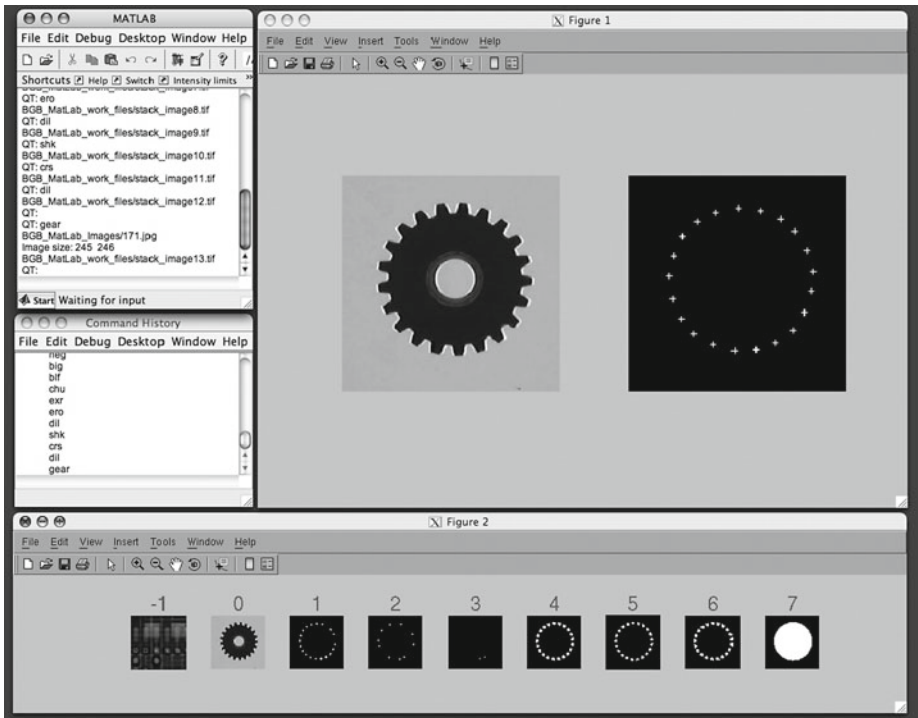 MATLAB
File Edit Debug Desktop Window Help
Shortcuts Help Switch Intensity limits »
QT: ero
BGB_MatLab_work_files/stack_image8.tif
QT: dil
BGB_MatLab_work_files/stack_image9.tif
QT: shk
BGB_MatLab_work_files/stack_image10.tif
QT: crs
BGB_MatLab_work_files/stack_image11.tif
QT: dil
BGB_MatLab_work_files/stack_image12.tif
QT:
QT: gear
BGB_MatLab_Images/171.jpg
Image size: 245 246
BGB_MatLab_work_files/stack_image13.tif
QT:
Start Waiting for input
Command History
File Edit Debug Desktop Window Help
neg
big
blf
chu
exr
ero
dil
shk
crs
dil
gear
X Figure 1
File Edit View Insert Tools Window Help
X Figure 2
File Edit View Insert Tools Window Help
-1 0 1 2 3 4 5 6 7